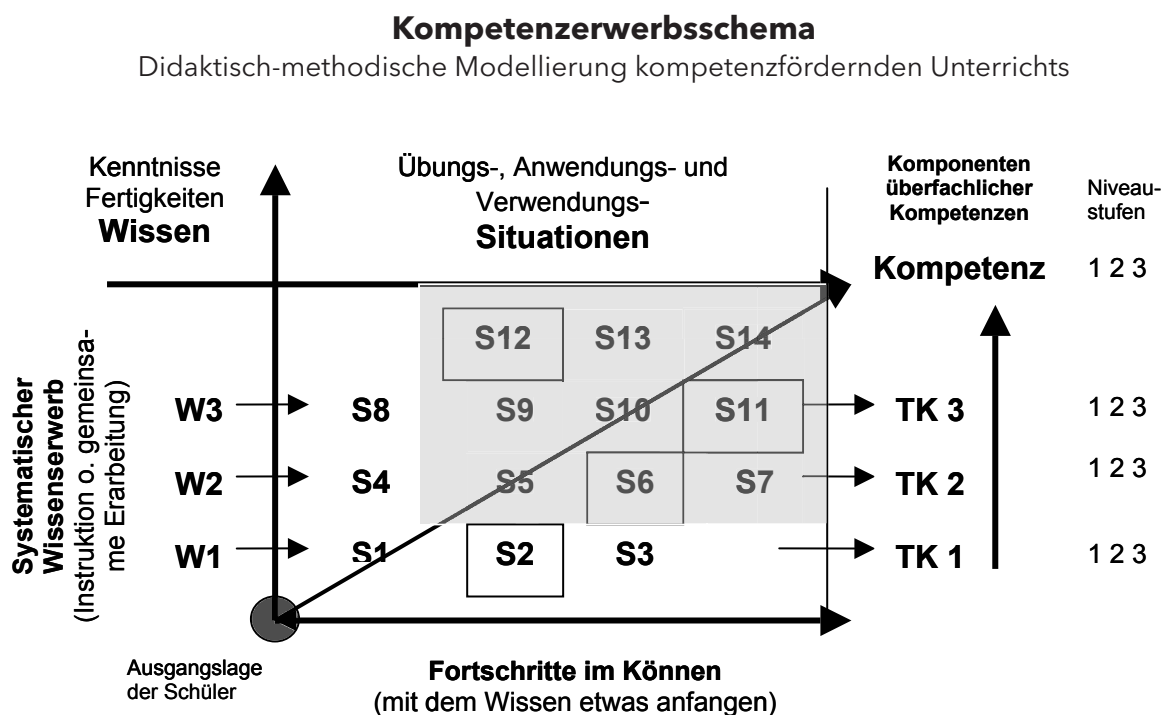 Kompetenzerwerbsschema
Didaktisch-methodische Modellierung kompetenzfördernden Unterrichts
Kenntnisse
Fertigkeiten
Wissen
Übungs-, Anwendungs- und
Verwendungs-
Situationen
Komponenten
überfachlicher
Kompetenzen
Niveau-
stufen
Kompetenz
1 2 3
S12 S13 S14
Systematischer
Wissenserwerb
(Instruktion o. gemeinsa-
me Erarbeitung)
W3 S8 S9 S10 S11 TK 3 1 2 3
W2 S4 S5 S6 S7 TK 2 1 2 3
W1 S1 S2 S3 TK 1 1 2 3
Ausgangslage
der Schüler
Fortschritte im Können
(mit dem Wissen etwas anfangen)